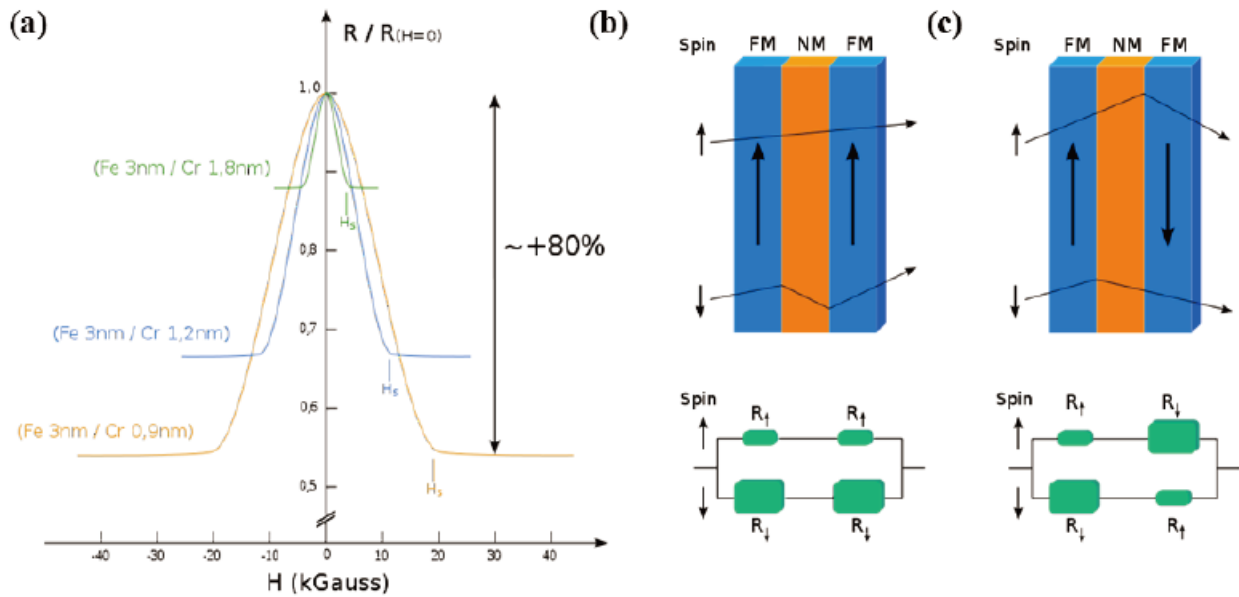 (a)
R / R(H=0)
1,0
(Fe 3nm / Cr 1,8nm)
Hs
~+80%
0,8
(Fe 3nm / Cr 1,2nm)
0,7
Hs
(Fe 3nm / Cr 0,9nm)
Hs
0,5
-40 -30 -20 -10 0 10 20 30 40
H (kGauss)
(b)
Spin FM NM FM
Spin
R↑ R↑
R↓ R↓
(c)
Spin FM NM FM
Spin
R↑ R↓
R↓ R↑